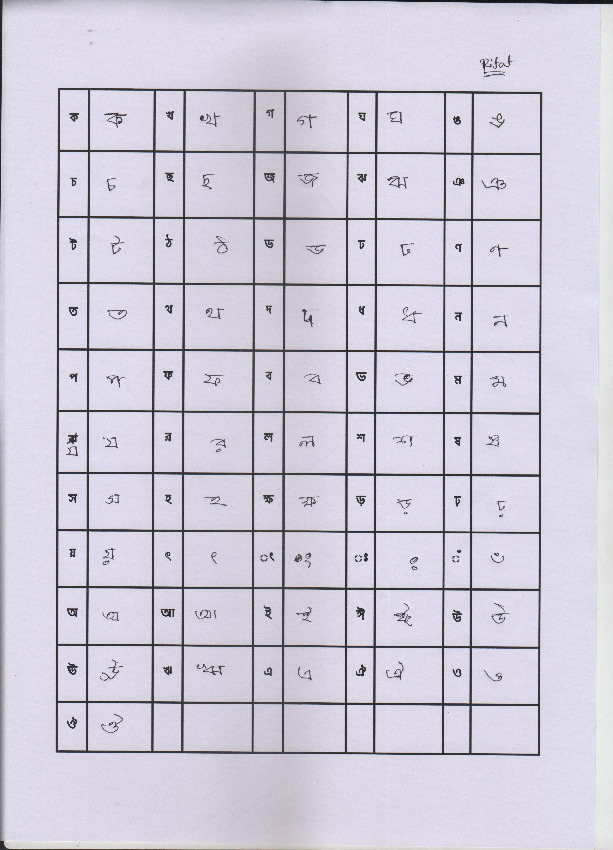 Rifat
ক ক খ খ গ গ ঘ ঘ ঙ ঙ
চ চ ছ ছ জ জ ঝ ঝ ঞ ঞ
ট ট ঠ ঠ ড ড ঢ ঢ ণ ণ
ত ত থ থ দ দ ধ ধ ন ন
প প ফ ফ ব ব ভ ভ ম ম
য য র র ল ল শ শ ষ ষ
স স হ হ ক্ষ ক্ষ ড় ড় ঢ ঢ়
য় য় ৎ ৎ ং ং ঃ ঃ ঁ ঁ
অ অ আ আ ই ই ঈ ঈ উ উ
ঊ ঊ ঋ ঋ এ এ ঐ ঐ ও ও
ঔ ঔ